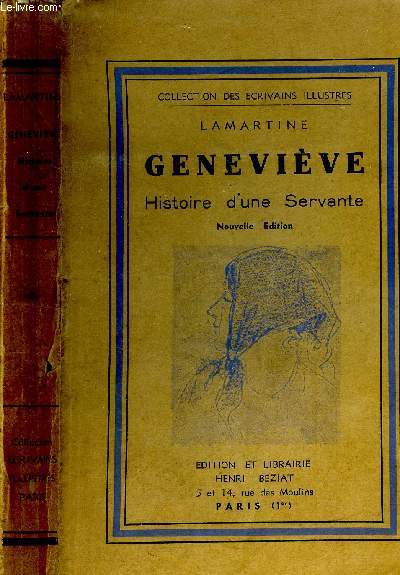 Le-livre.com
LAMARTINE
GENEVIÈVE
Histoire
d'une
Servante
Collection
ECRIVAINS
ILLUSTRES
PARIS
COLLECTION DES ECRIVAINS ILLUSTRES
LAMARTINE
GENEVIÈVE
Histoire d'une Servante
Nouvelle Edition
EDITION ET LIBRAIRIE
HENRI BEZIAT
5 et 14, rue des Moulins
PARIS (1er)